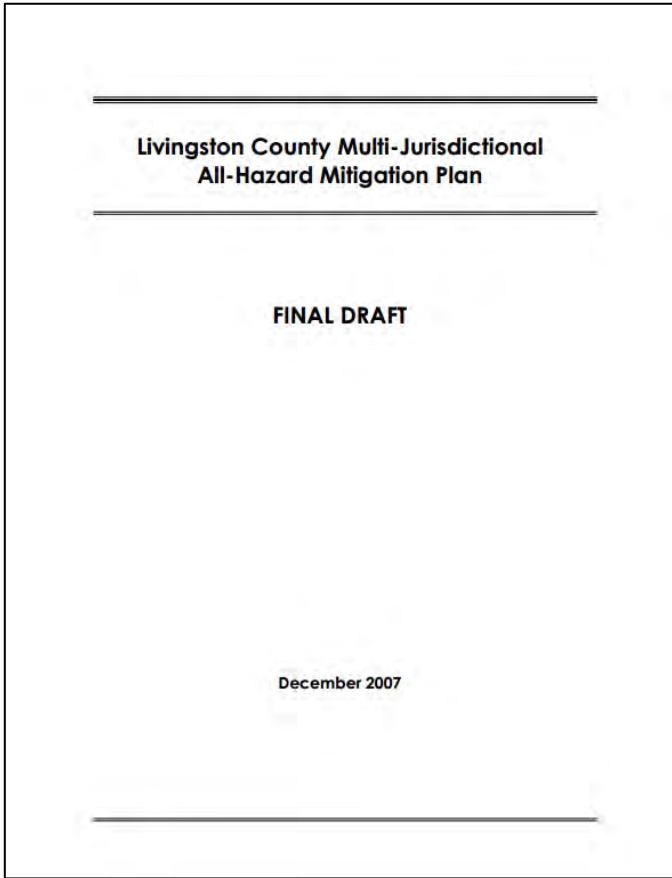 Livingston County Multi-Jurisdictional
All-Hazard Mitigation Plan
FINAL DRAFT
December 2007